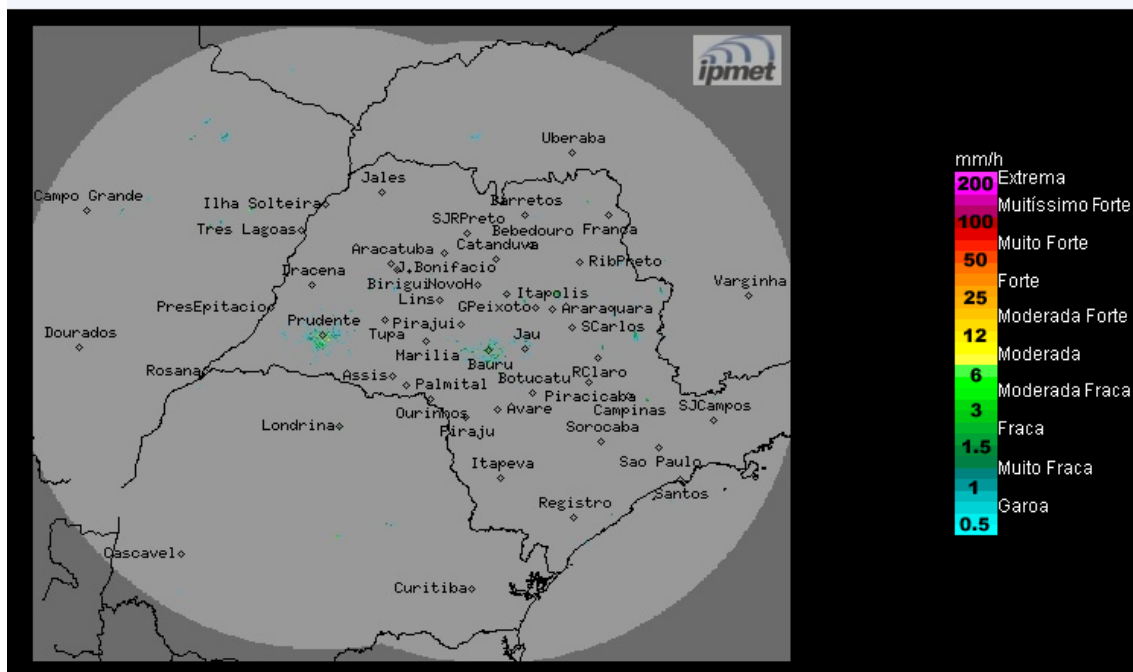 ipmet
Uberaba
Jales
Campo Grande
Ilha Solteira
Barretos
SJRPreto
Franca
Tres Lagoas
Bebedouro
Aracatuba
Catanduva
Dracena
J.Bonifacio
RibPreto
Varginha
Birigui
NovoH
Lins
Itapolis
PresEpitacio
GPeixoto
Araraquara
Prudente
Pirajui
SCarlos
Dourados
Tupa
Jau
Marilia
Bauru
Rosana
Assis
Botucatu
RClaro
Palmital
Piracicaba
Ourinhos
Avare
Campinas
SJCampos
Londrina
Piraju
Sorocaba
Itapeva
Sao Paulo
Santos
Registro
Cascavel
Curitiba
mm/h
200 Extrema
Muitíssimo Forte
100
Muito Forte
50
Forte
25
Moderada Forte
12
Moderada
6
Moderada Fraca
3
Fraca
1.5
Muito Fraca
1
Garoa
0.5